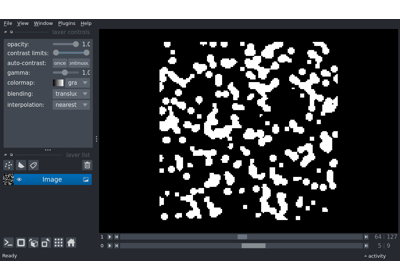 File View Window Plugins Help
layer controls
opacity: 1.0
contrast limits:
auto-contrast: once
gamma: 1.0
colormap: gra
blending: translu
interpolation: nearest
layer list
Image
1 64 127
0 5 9
Ready activity